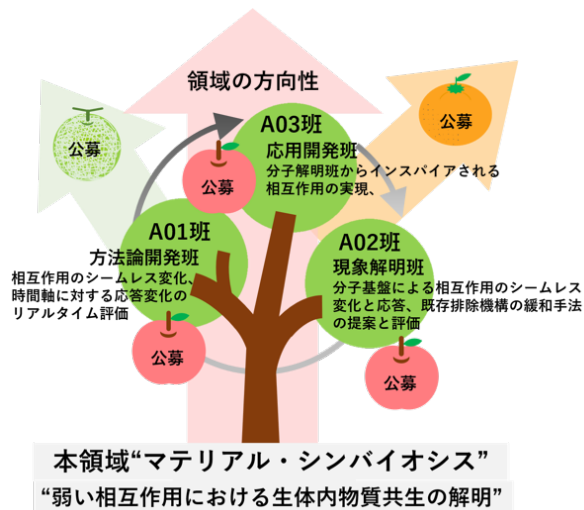 領域の方向性
公募
公募
A03班
応用開発班
分子解明班からインスパイアされる
相互作用の実現、
公募
A01班
方法論開発班
相互作用のシームレス変化、
時間軸に対する応答変化の
リアルタイム評価
公募
A02班
現象解明班
分子基盤による相互作用のシームレス
変化と応答、既存排除機構の緩和手法
の提案と評価
公募
本領域“マテリアル・シンバイオシス”
“弱い相互作用における生体内物質共生の解明”